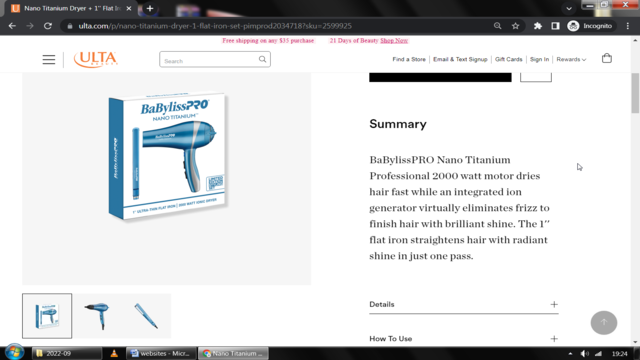 Nano Titanium Dryer + 1'' Flat Iro
ulta.com/p/nano-titanium-dryer-1-flat-iron-set-pimprod2034718?sku=2599925
Incognito
Free shipping on any $35 purchase 21 Days of Beauty Shop Now
ULTA
BEAUTY
Search
Find a Store Email & Text Signup Gift Cards Sign In Rewards
BaBylissPRO
NANO TITANIUM
BaBylissPRO
1" ULTRA-THIN FLAT IRON | 2000 WATT DRYER
Summary
BaBylissPRO Nano Titanium
Professional 2000 watt motor dries
hair fast while an integrated ion
generator virtually eliminates frizz to
finish hair with brilliant shine. The 1''
flat iron straightens hair with radiant
shine in just one pass.
Details
How To Use
2022-09
websites - Micr...
Nano Titanium ...
19:24